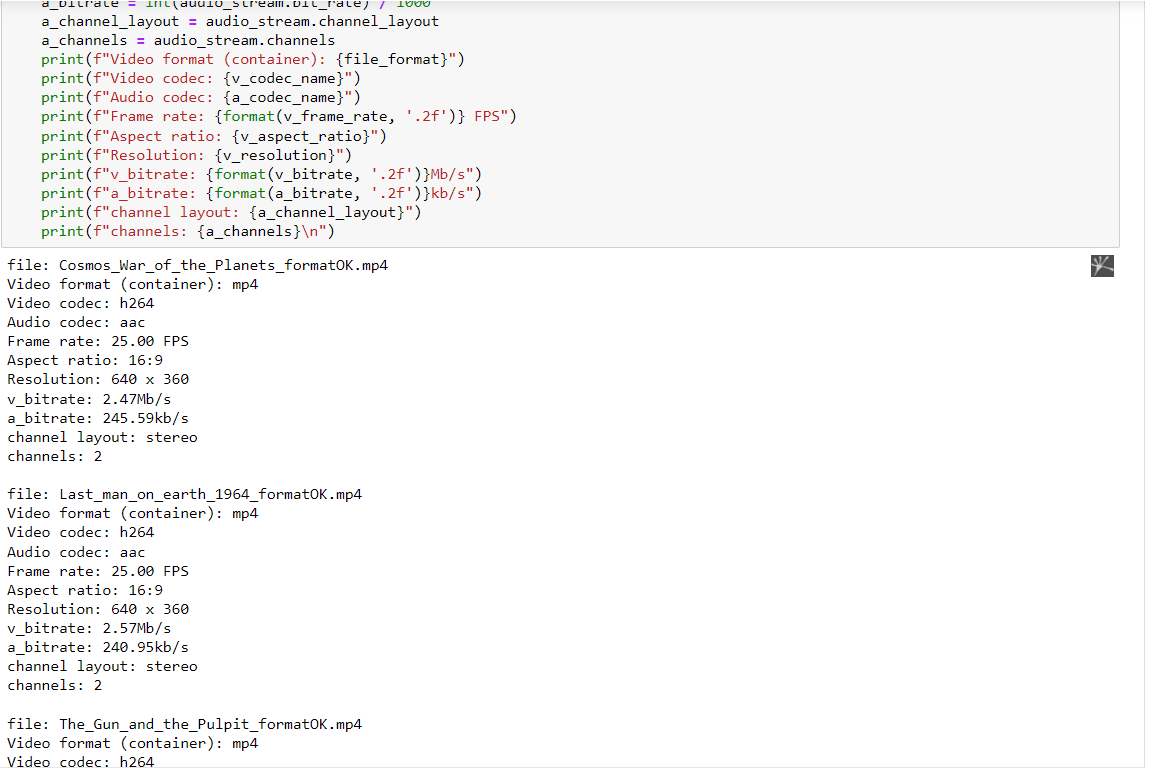 a_bitrate = int(audio_stream.bit_rate) / 1000
a_channel_layout = audio_stream.channel_layout
a_channels = audio_stream.channels
print(f"Video format (container): {file_format}")
print(f"Video codec: {v_codec_name}")
print(f"Audio codec: {a_codec_name}")
print(f"Frame rate: {format(v_frame_rate, '.2f')} FPS")
print(f"Aspect ratio: {v_aspect_ratio}")
print(f"Resolution: {v_resolution}")
print(f"v_bitrate: {format(v_bitrate, '.2f')}Mb/s")
print(f"a_bitrate: {format(a_bitrate, '.2f')}kb/s")
print(f"channel layout: {a_channel_layout}")
print(f"channels: {a_channels}\n")
file: Cosmos_War_of_the_Planets_formatOK.mp4
Video format (container): mp4
Video codec: h264
Audio codec: aac
Frame rate: 25.00 FPS
Aspect ratio: 16:9
Resolution: 640 x 360
v_bitrate: 2.47Mb/s
a_bitrate: 245.59kb/s
channel layout: stereo
channels: 2
file: Last_man_on_earth_1964_formatOK.mp4
Video format (container): mp4
Video codec: h264
Audio codec: aac
Frame rate: 25.00 FPS
Aspect ratio: 16:9
Resolution: 640 x 360
v_bitrate: 2.57Mb/s
a_bitrate: 240.95kb/s
channel layout: stereo
channels: 2
file: The_Gun_and_the_Pulpit_formatOK.mp4
Video format (container): mp4
Video codec: h264